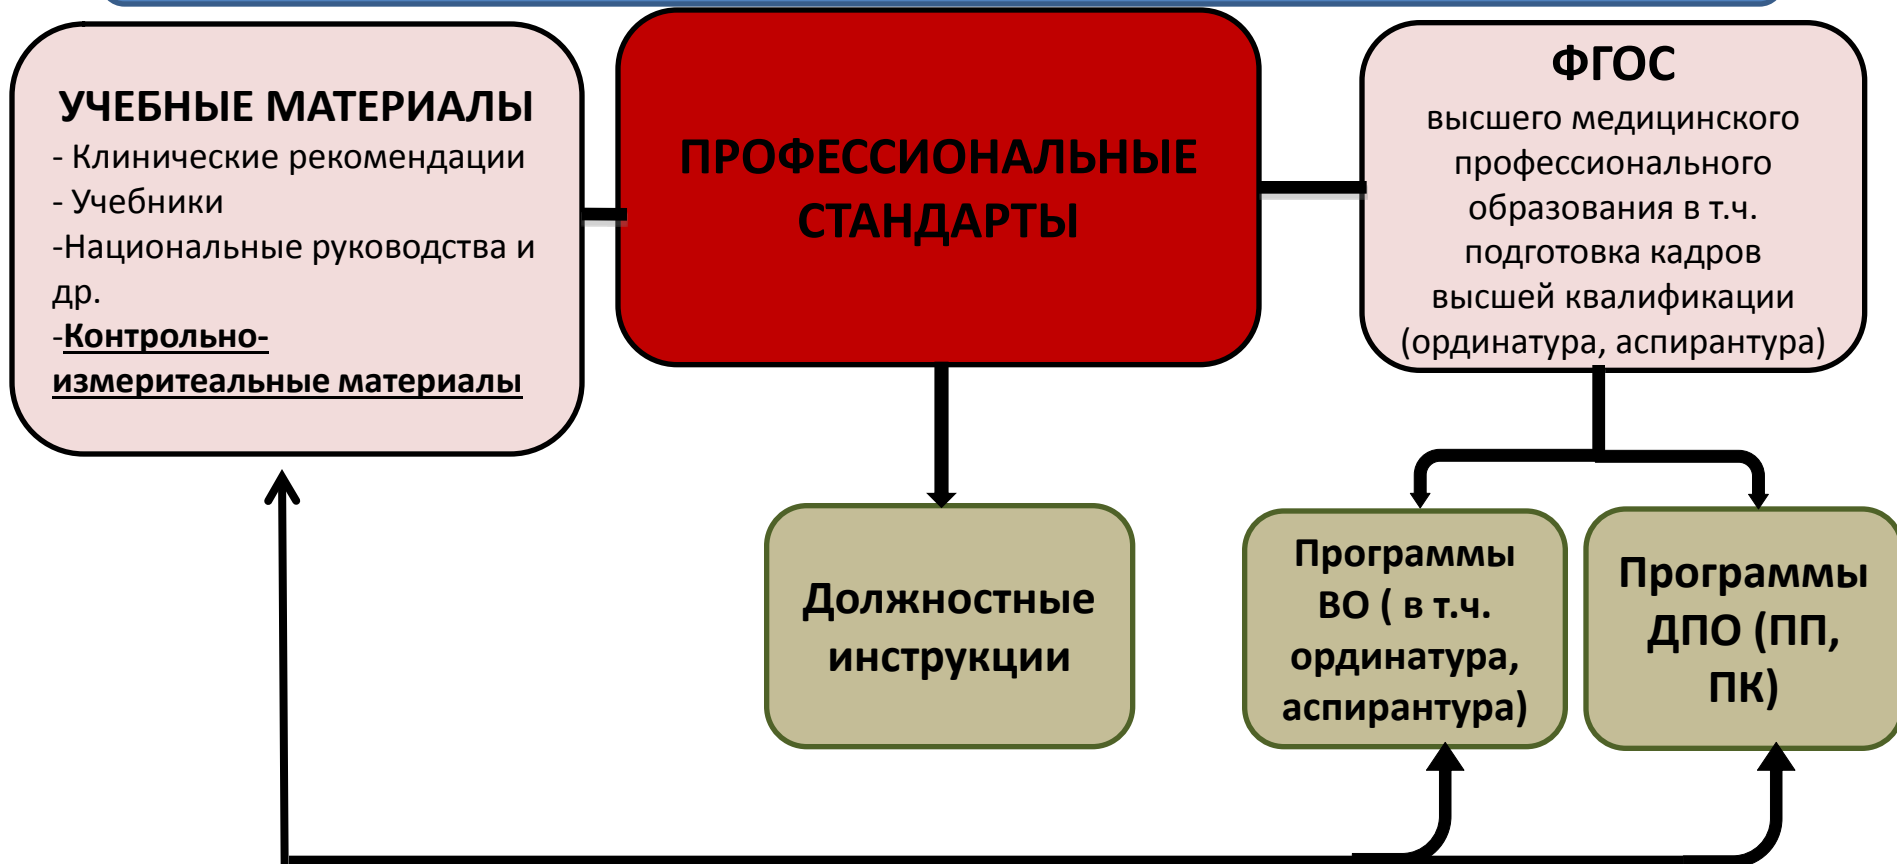 УЧЕБНЫЕ МАТЕРИАЛЫ
- Клинические рекомендации
- Учебники
-Национальные руководства и
др.
-Контрольно-
измеритеальные материалы
ПРОФЕССИОНАЛЬНЫЕ
СТАНДАРТЫ
ФГОС
высшего медицинского
профессионального
образования в т.ч.
подготовка кадров
высшей квалификации
(ординатура, аспирантура)
Должностные
инструкции
Программы
ВО ( в т.ч.
ординатура,
аспирантура)
Программы
ДПО (ПП,
ПК)